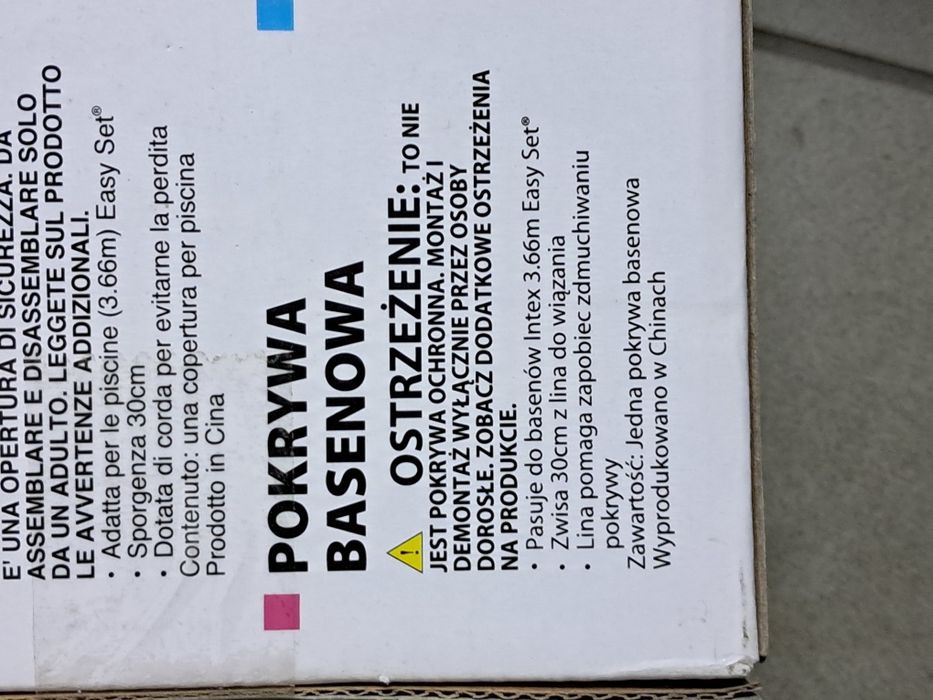 E' UNA OPERTURA DI SICUREZZA. DA
ASSEMBLARE E DISASSEMBLARE SOLO
DA UN ADULTO. LEGGETE SUL PRODOTTO
LE AVVERTENZE ADDIZIONALI.
• Adatta per le piscine (3.66m) Easy Set®
• Sporgenza 30cm
• Dotata di corda per evitarne la perdita
Contenuto: una copertura per piscina
Prodotto in Cina
POKRYWA
BASENOWA
OSTRZEŻENIE: TO NIE
JEST POKRYWA OCHRONNA. MONTAŻ I
DEMONTAŻ WYŁĄCZNIE PRZEZ OSOBY
DOROSŁE. ZOBACZ DODATKOWE OSTRZEŻENIA
NA PRODUKCIE.
• Pasuje do basenów Intex 3.66m Easy Set®
• Zwisa 30cm z lina do wiązania
• Lina pomaga zapobiec zdmuchiwaniu
pokrywy
Zawartość: Jedna pokrywa basenowa
Wyprodukowano w Chinach